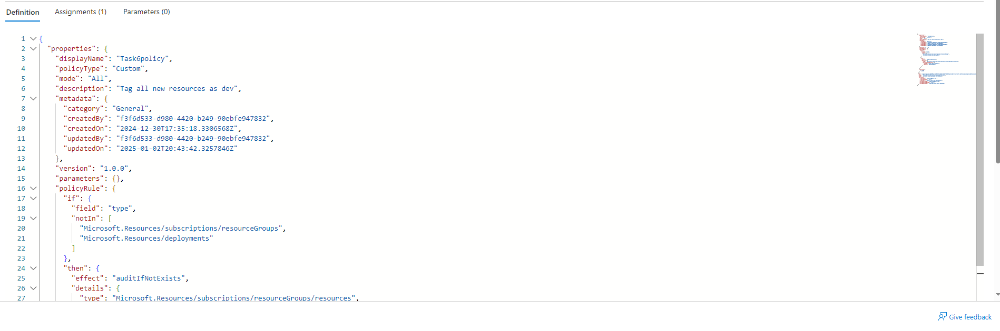 Definition Assignments (1) Parameters (0)
1 {
2 "properties": {
3 "displayName": "Task6policy",
4 "policyType": "Custom",
5 "mode": "All",
6 "description": "Tag all new resources as dev",
7 "metadata": {
8 "category": "General",
9 "createdBy": "f3f6d533-d980-4420-b249-90ebfe947832",
10 "createdOn": "2024-12-30T17:35:18.3306568Z",
11 "updatedBy": "f3f6d533-d980-4420-b249-90ebfe947832",
12 "updatedOn": "2025-01-02T20:43:42.3257846Z"
13 },
14 "version": "1.0.0",
15 "parameters": {},
16 "policyRule": {
17 "if": {
18 "field": "type",
19 "notIn": [
20 "Microsoft.Resources/subscriptions/resourceGroups",
21 "Microsoft.Resources/deployments"
22 ]
23 },
24 "then": {
25 "effect": "auditIfNotExists",
26 "details": {
27 "type": "Microsoft.Resources/subscriptions/resourceGroups/resources",
Give feedback